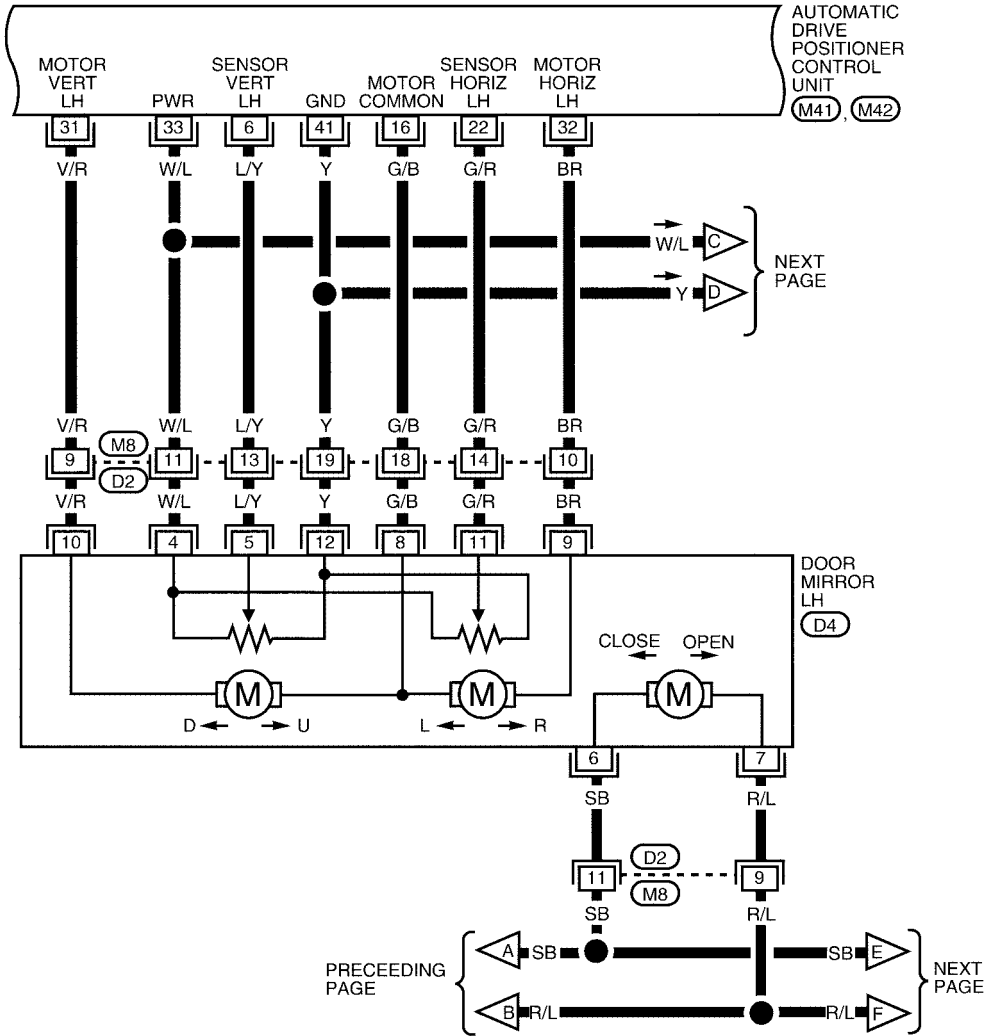 AUTOMATIC
DRIVE
POSITIONER
CONTROL
UNIT
M41 , M42
MOTOR
VERT
LH
PWR
SENSOR
VERT
LH
GND
MOTOR
COMMON
SENSOR
HORIZ
LH
MOTOR
HORIZ
LH
31 33 6 41 16 22 32
V/R W/L L/Y Y G/B G/R BR
W/L C
Y D
NEXT
PAGE
V/R W/L L/Y Y G/B G/R BR
M8
9 11 13 19 18 14 10
D2
V/R W/L L/Y Y G/B G/R BR
10 4 5 12 8 11 9
DOOR
MIRROR
LH
D4
CLOSE OPEN
M M M
D U L R
6 7
SB R/L
D2
11 9
M8
SB R/L
A SB SB E
B R/L R/L F
PRECEEDING
PAGE
NEXT
PAGE